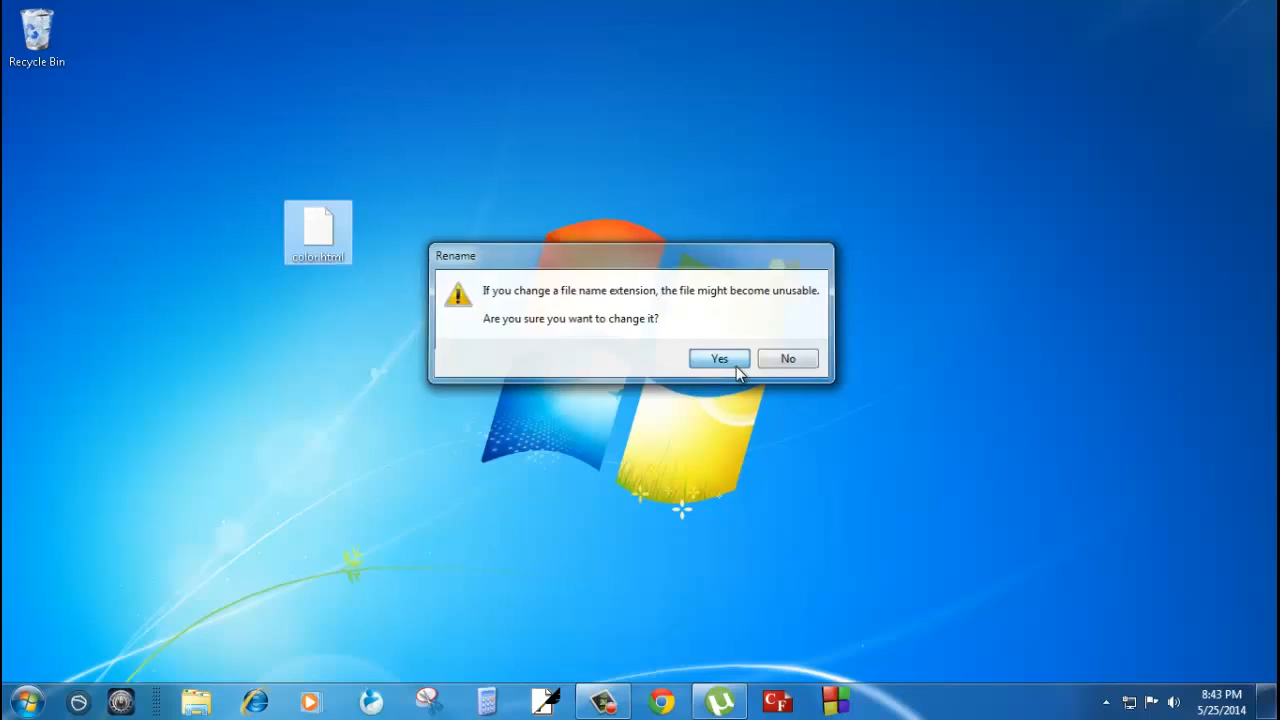 Recycle Bin
color.html
Rename
If you change a file name extension, the file might become unusable.
Are you sure you want to change it?
Yes
No
CF
8:43 PM
5/25/2014